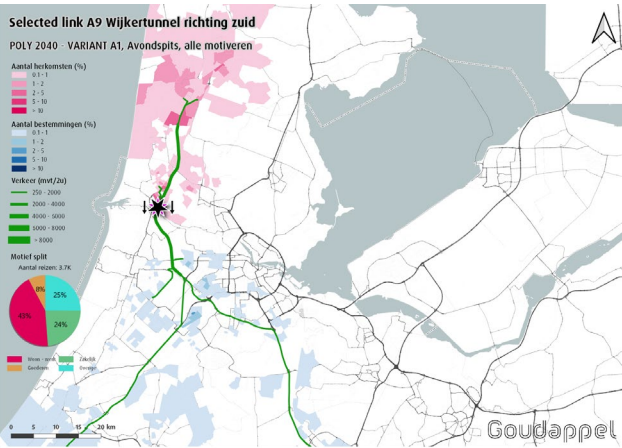 Selected link A9 Wijkertunnel richting zuid
POLY 2040 - VARIANT A1, Avondspits, alle motiveren
Aantal herkomsten (%)
0.1 - 1
1 - 2
2 - 5
5 - 10
> 10
Aantal bestemmingen (%)
0.1 - 1
1 - 2
2 - 5
5 - 10
> 10
Verkeer (mvt/2u)
250 - 2000
2000 - 4000
4000 - 6000
6000 - 8000
> 8000
Motief split
Aantal reizen: 3.7K
8%
25%
43%
24%
Woon - werk
Zakelijk
Goederen
Overige
0 5 10 15 20 km
Goudappel